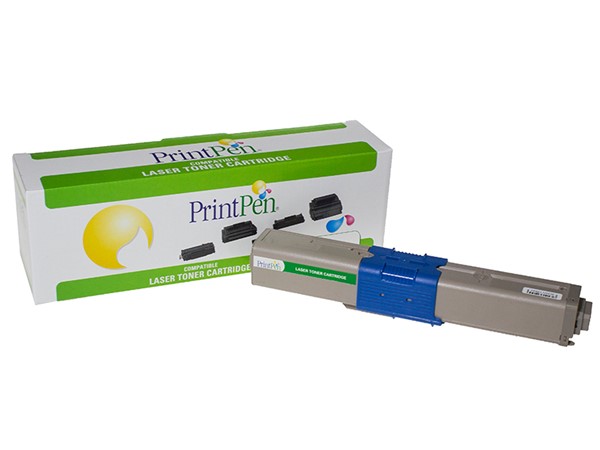 PrintPen
COMPATIBLE
LASER TONER CARTRIDGE
PrintPen
COMPATIBLE
LASER TONER CARTRIDGE
PrintPen
LASER TONER CARTRIDGE